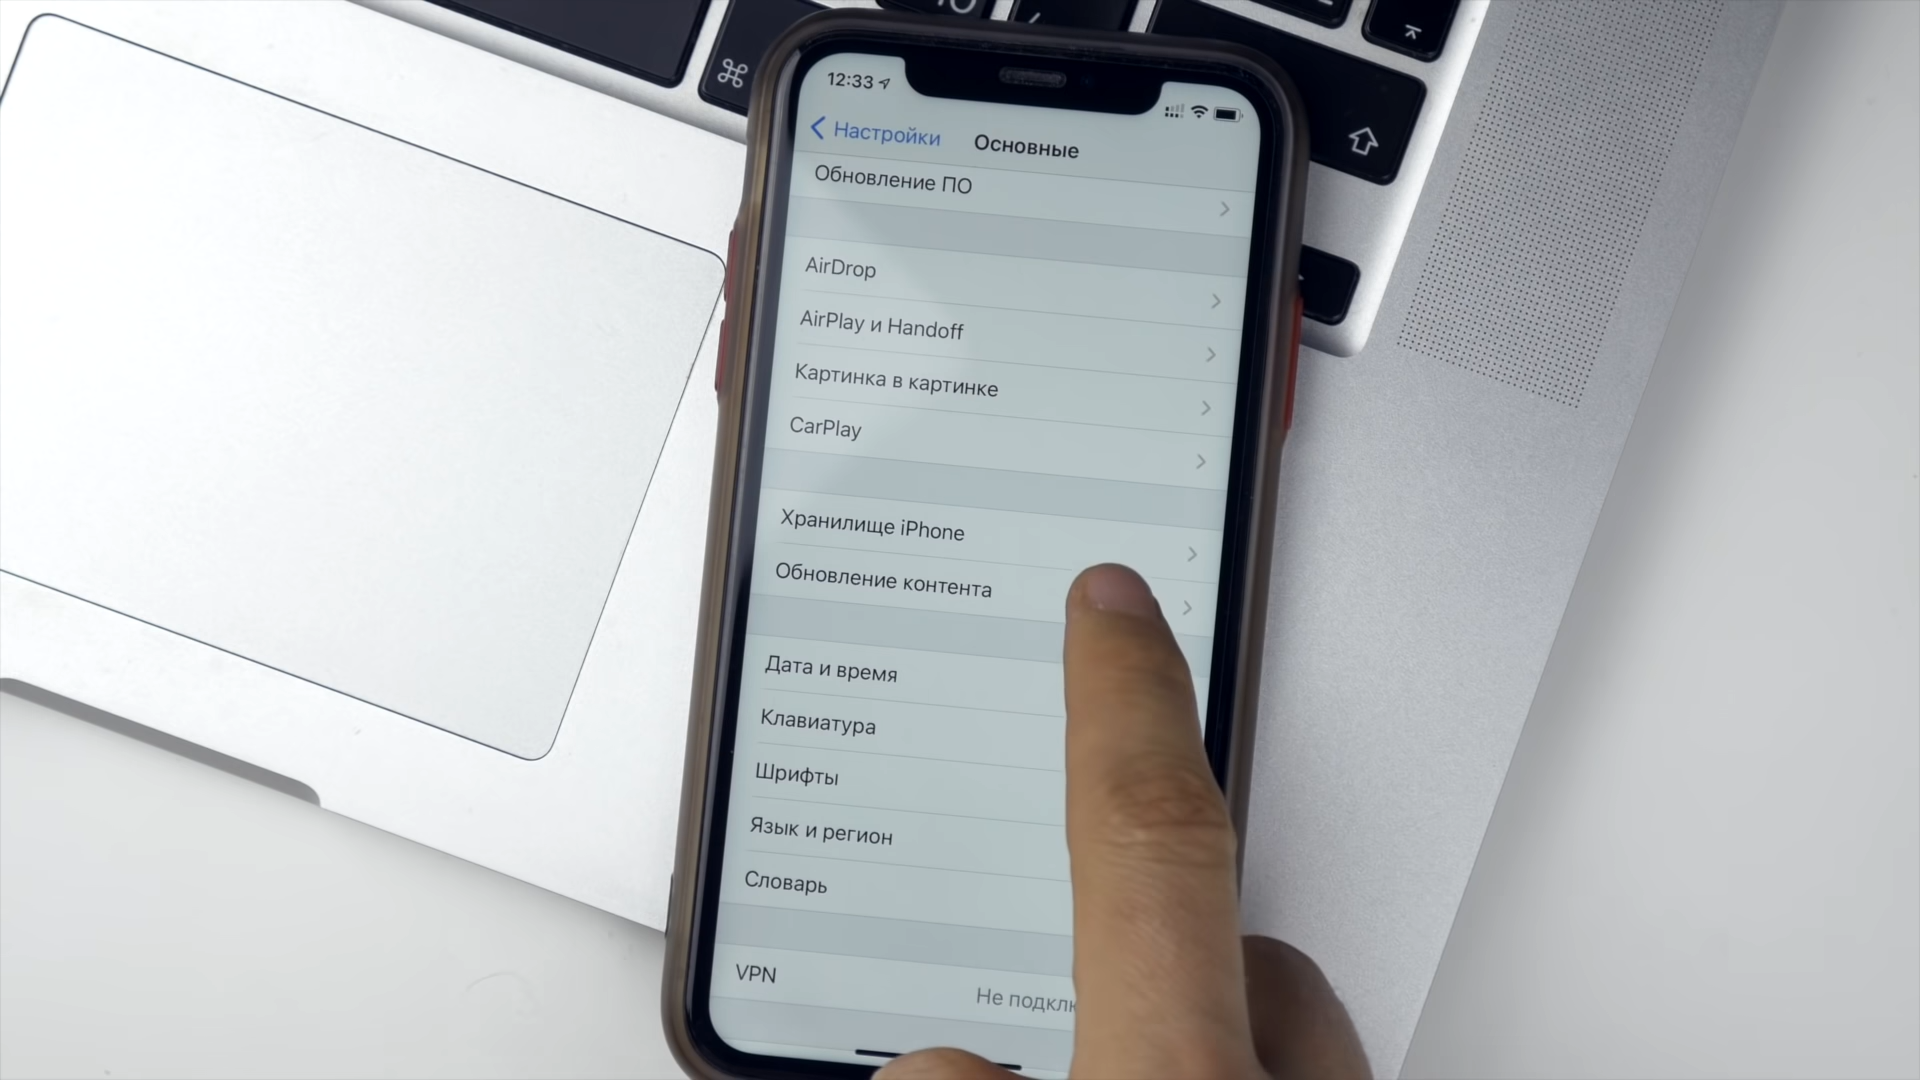 12:33
Настройки
Основные
Обновление ПО
AirDrop
AirPlay и Handoff
Картинка в картинке
CarPlay
Хранилище iPhone
Обновление контента
Дата и время
Клавиатура
Шрифты
Язык и регион
Словарь
VPN
Не